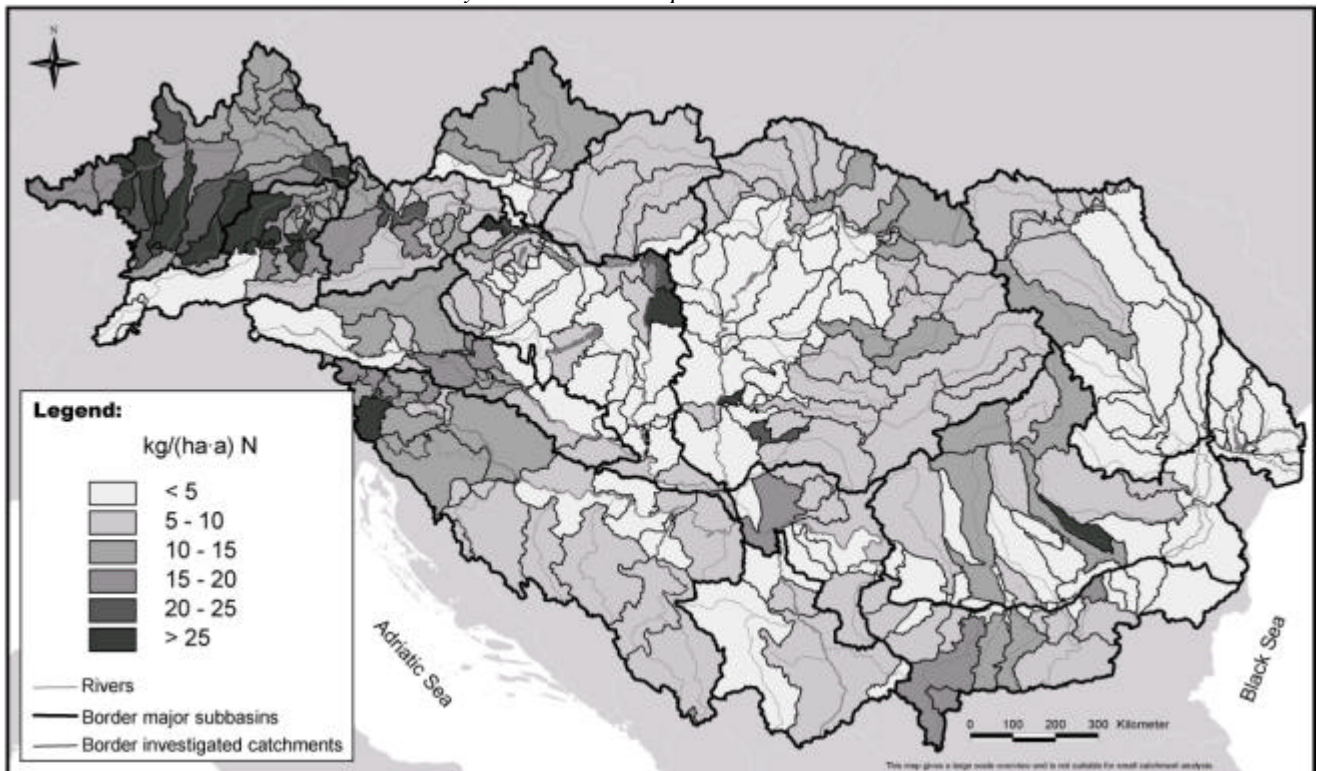 N
Legend:
kg/(ha·a) N
< 5
5 - 10
10 - 15
15 - 20
20 - 25
> 25
Rivers
Border major subbasins
Border investigated catchments
Adriatic Sea
Black Sea
0 100 200 300 Kilometer
This map gives a large scale overview and is not suitable for small catchment analysis.